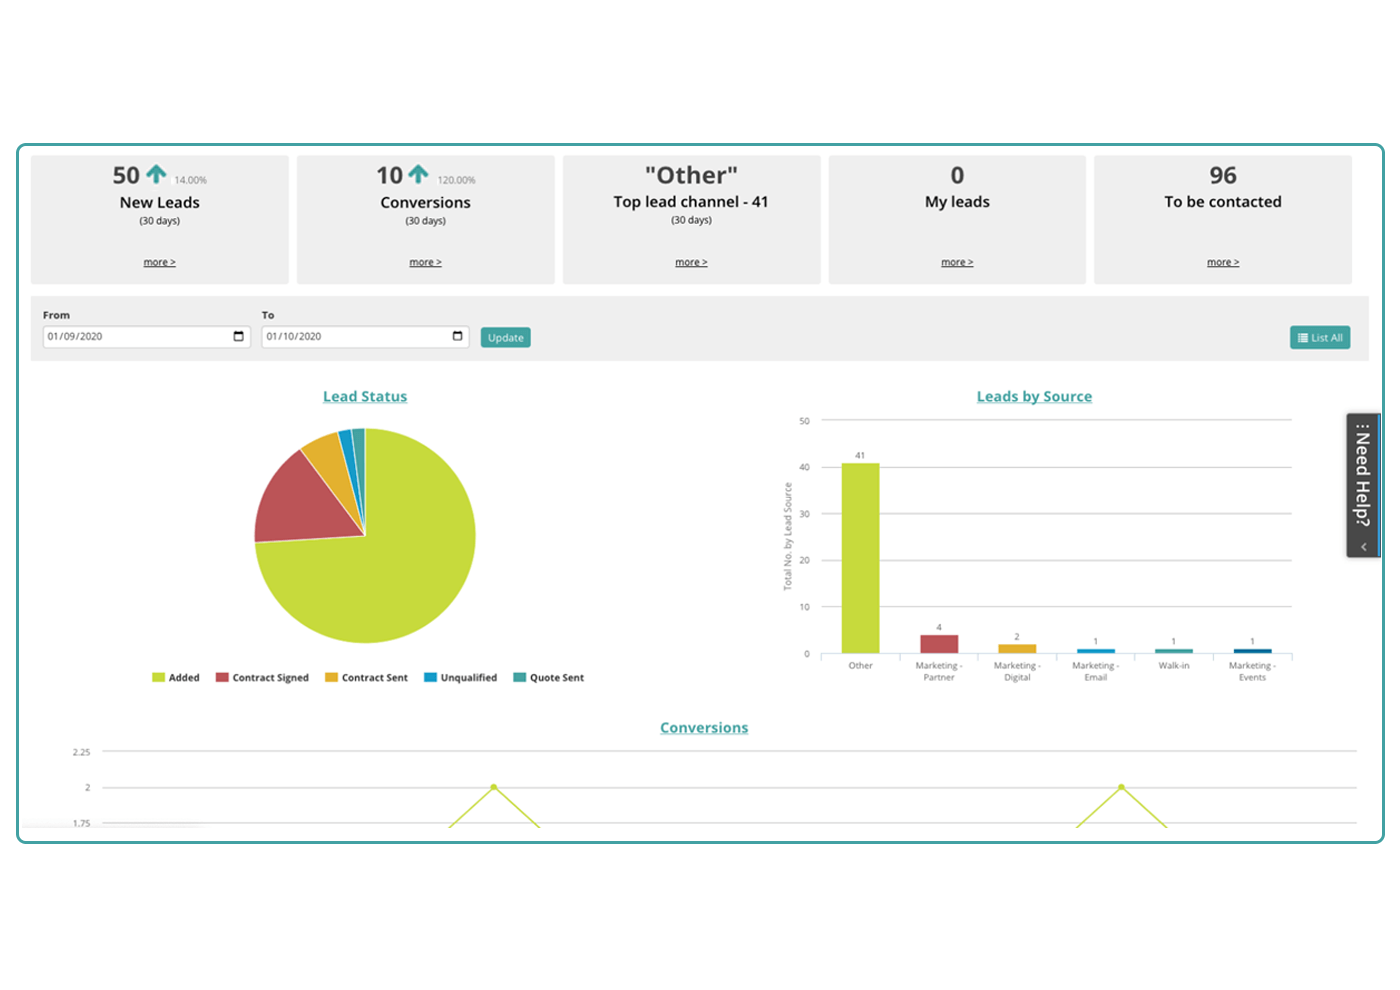 50 14.00%
New Leads
(30 days)
more >
10 120.00%
Conversions
(30 days)
more >
"Other"
Top lead channel - 41
(30 days)
more >
0
My leads
more >
96
To be contacted
more >
From
01/09/2020
To
01/10/2020
Update
List All
Lead Status
Added Contract Signed Contract Sent Unqualified Quote Sent
Leads by Source
Total No. by Lead Source
50
40
30
20
10
0
41
4
2
1
1
1
Other
Marketing -
Partner
Marketing -
Digital
Marketing -
Email
Walk-in
Marketing -
Events
Need Help?
Conversions
2.25
2
1.75